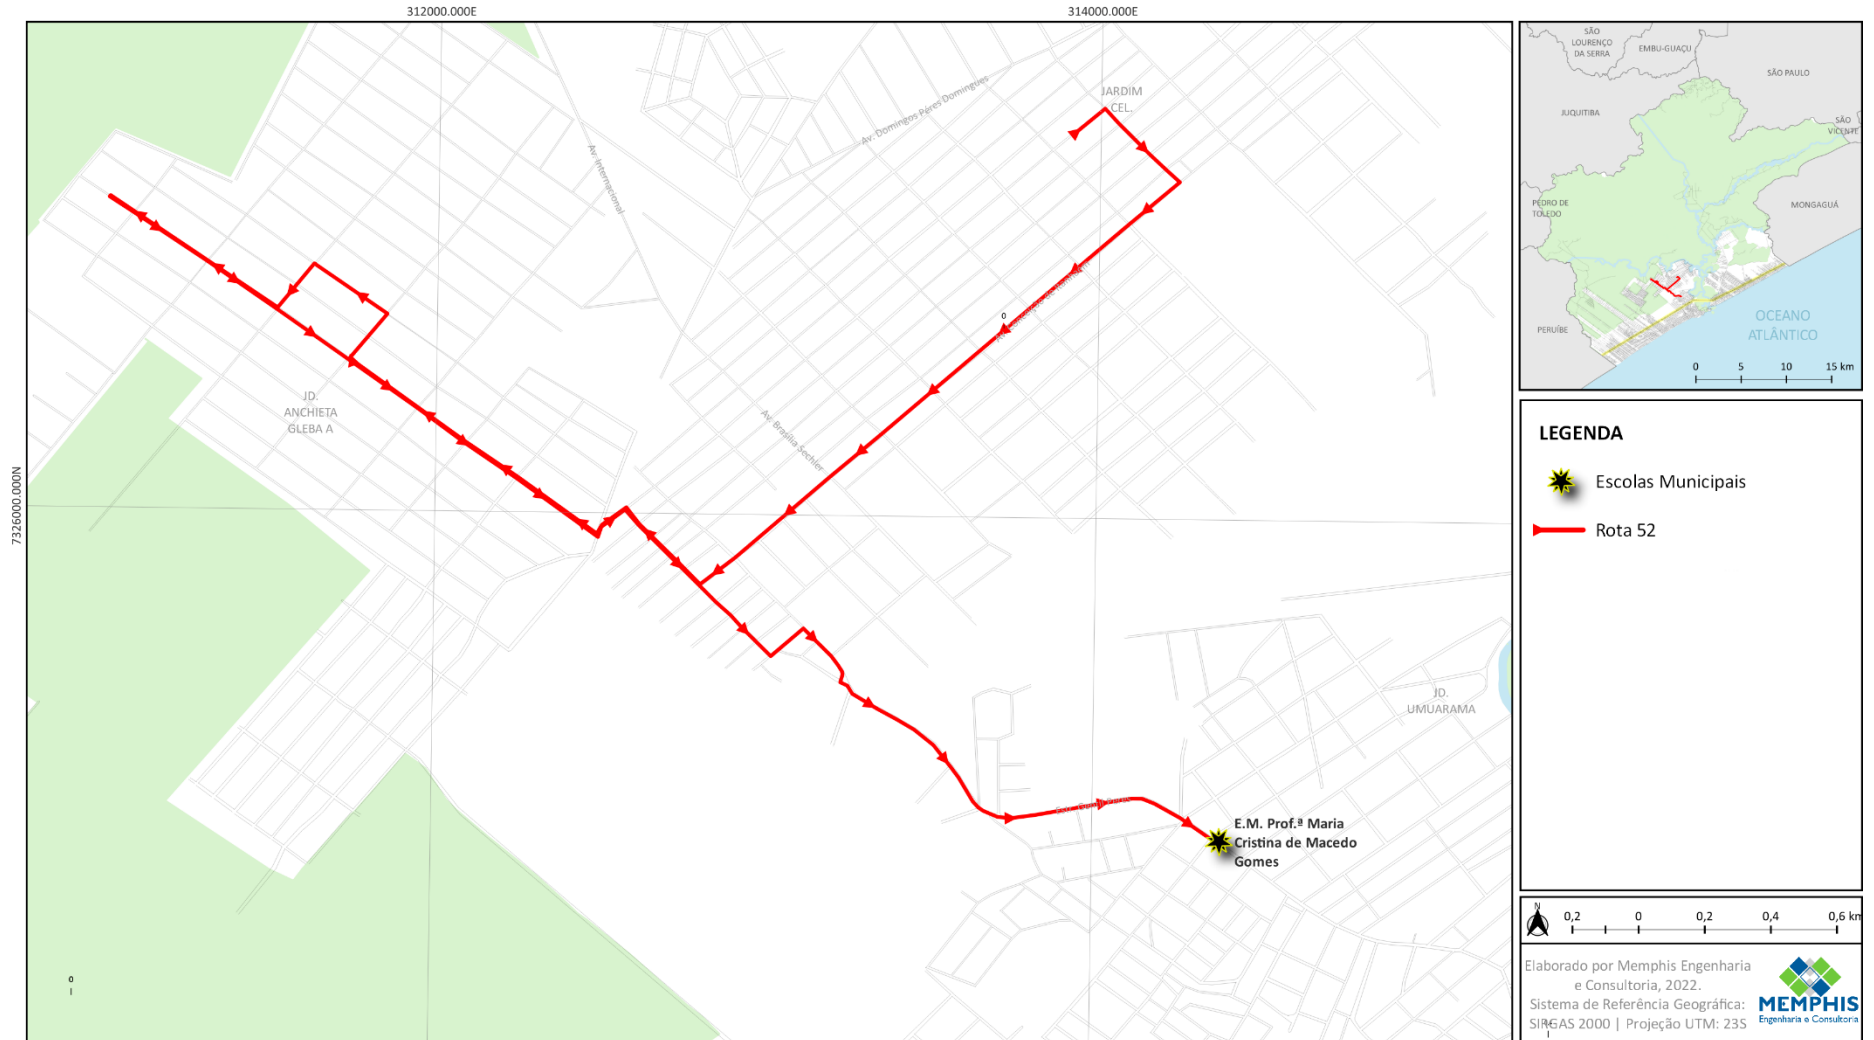 312000.000E
314000.000E
7326000.000N
JARDIM
CEL.
Av. Domingos Péres Domingues
Av. Internacional
0
Av. Brasília Sechler
JD.
ANCHIETA
GLEBA A
JD.
UMUARAMA
E.M. Prof.ª Maria
Cristina de Macedo
Gomes
0
SÃO
LOURENÇO
DA SERRA
EMBU-GUAÇU
SÃO PAULO
JUQUITIBA
SÃO
VICENTE
PEDRO DE
TOLEDO
MONGAGUÁ
PERUÍBE
OCEANO
ATLÂNTICO
0 5 10 15 km
LEGENDA
Escolas Municipais
Rota 52
N
0,2 0 0,2 0,4 0,6 km
Elaborado por Memphis Engenharia
e Consultoria, 2022.
Sistema de Referência Geográfica:
SIRGAS 2000 | Projeção UTM: 23S
MEMPHIS
Engenharia e Consultoria